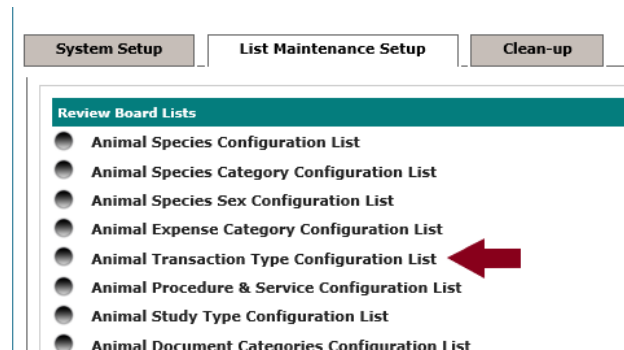 System Setup List Maintenance Setup Clean-up
Review Board Lists
Animal Species Configuration List
Animal Species Category Configuration List
Animal Species Sex Configuration List
Animal Expense Category Configuration List
Animal Transaction Type Configuration List
Animal Procedure & Service Configuration List
Animal Study Type Configuration List
Animal Document Categories Configuration List